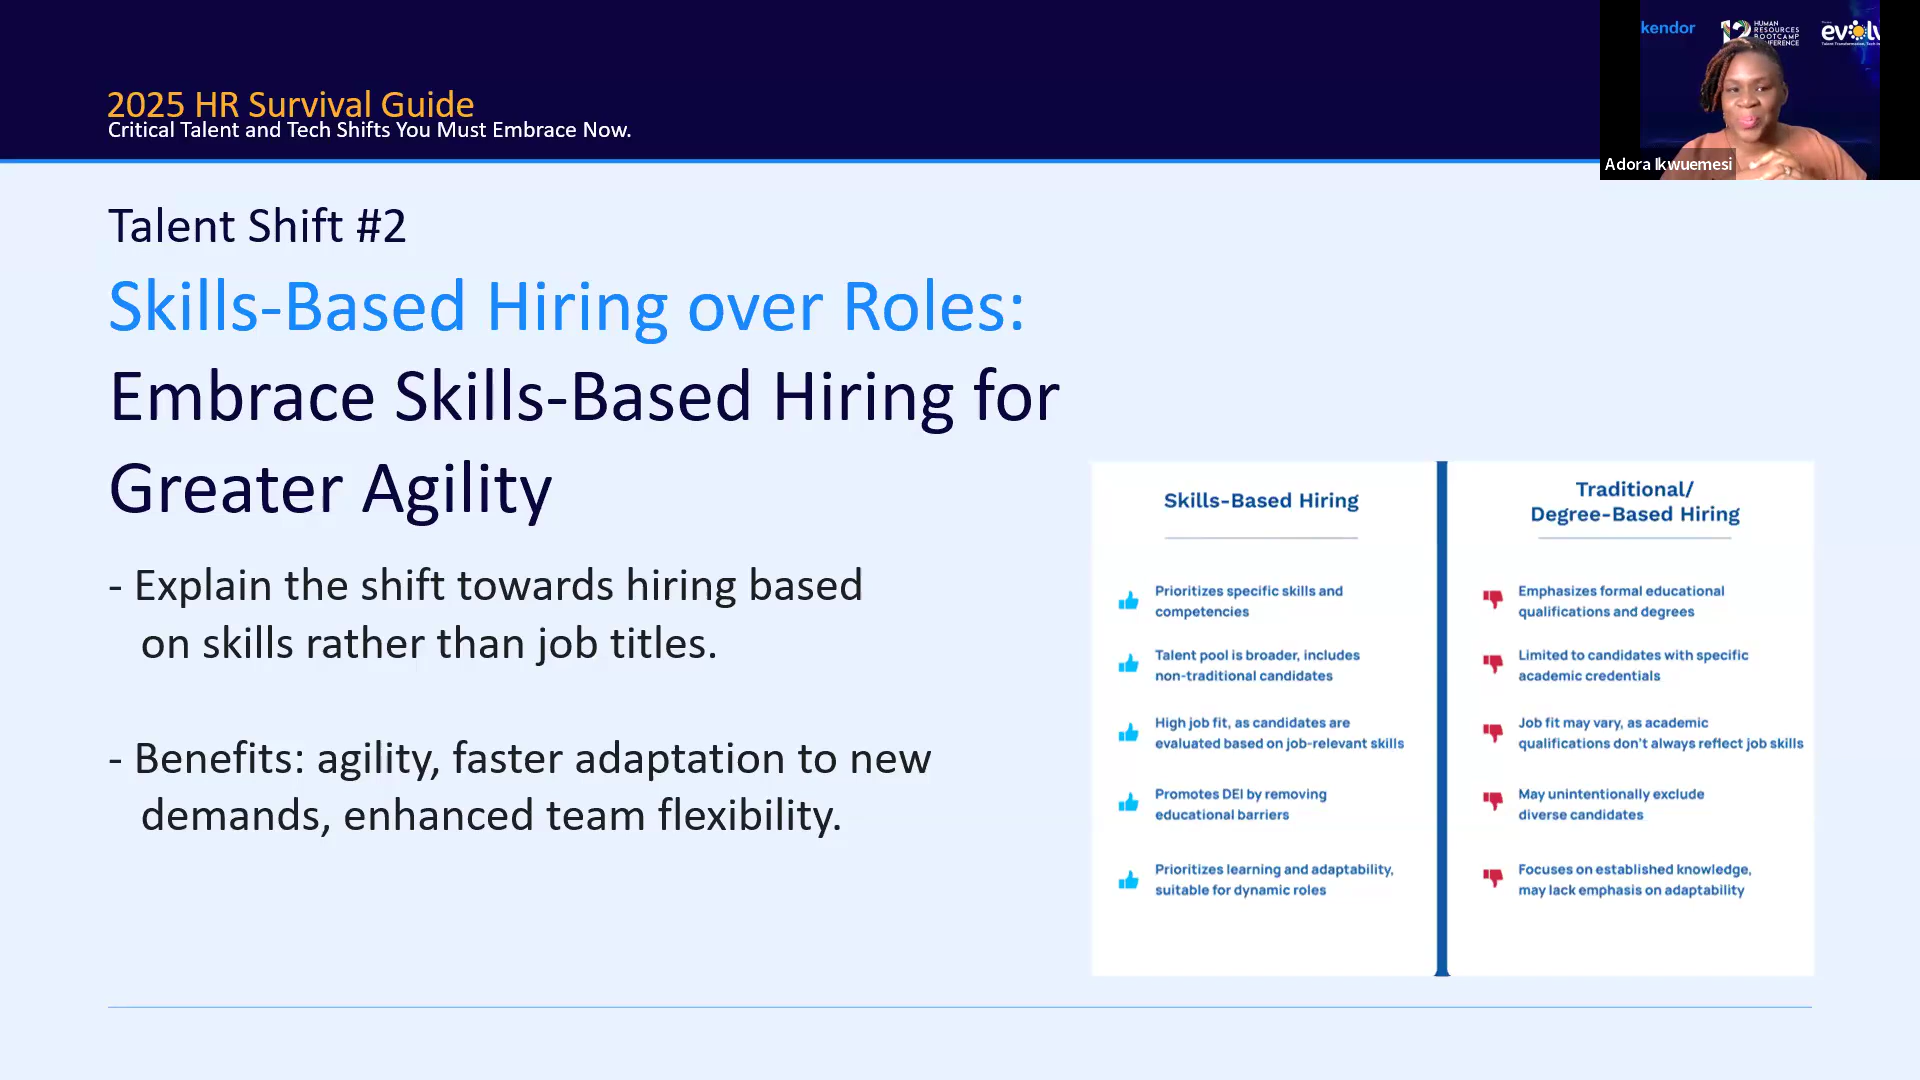 2025 HR Survival Guide
Critical Talent and Tech Shifts You Must Embrace Now.
kendor
12
HUMAN
RESOURCES
BOOTCAMP
Adora Ikwuemesi
Talent Shift #2
Skills-Based Hiring over Roles:
Embrace Skills-Based Hiring for
Greater Agility
- Explain the shift towards hiring based
on skills rather than job titles.
- Benefits: agility, faster adaptation to new
demands, enhanced team flexibility.
Skills-Based Hiring
Prioritizes specific skills and
competencies
Talent pool is broader, includes
non-traditional candidates
High job fit, as candidates are
evaluated based on job-relevant skills
Promotes DEI by removing
educational barriers
Prioritizes learning and adaptability,
suitable for dynamic roles
Traditional/
Degree-Based Hiring
Emphasizes formal educational
qualifications and degrees
Limited to candidates with specific
academic credentials
Job fit may vary, as academic
qualifications don't always reflect job skills
May unintentionally exclude
diverse candidates
Focuses on established knowledge,
may lack emphasis on adaptability